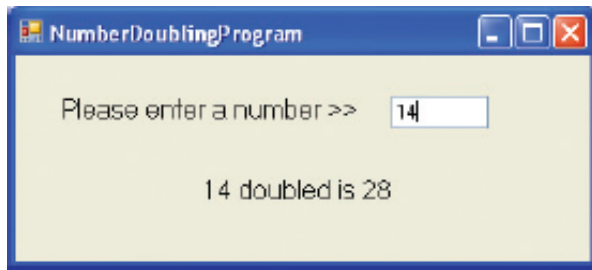 NumberDoublingProgram
Please enter a number >> 14
14 doubled is 28